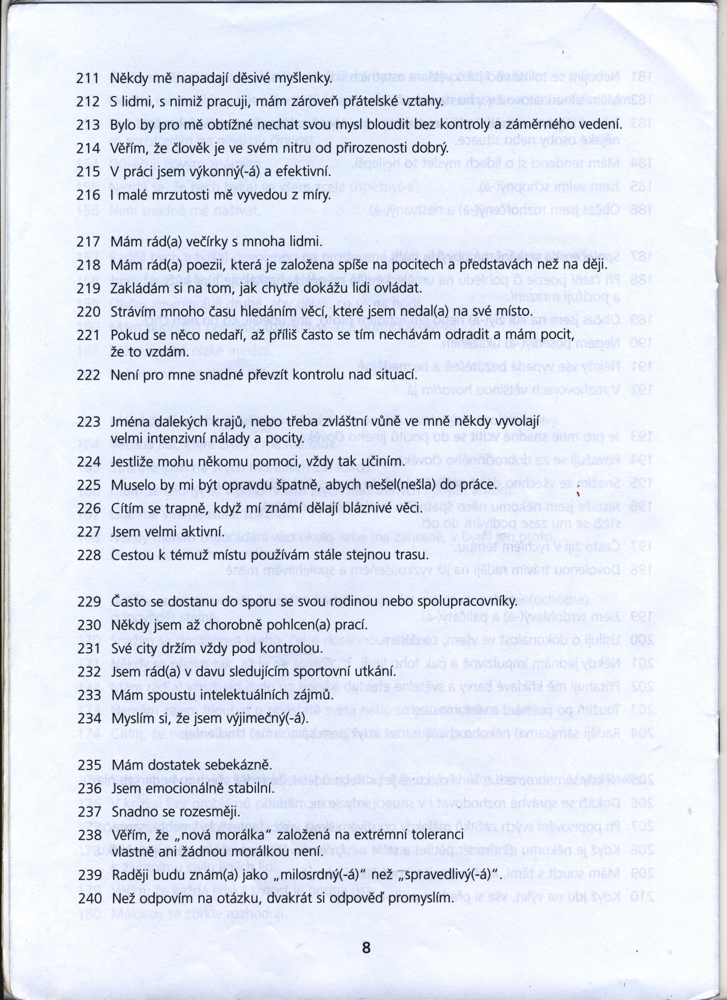 211 Někdy mě napadají děsivé myšlenky.
212 S lidmi, s nimiž pracuji, mám zároveň přátelské vztahy.
213 Bylo by pro mě obtížné nechat svou mysl bloudit bez kontroly a záměrného vedení.
214 Věřím, že člověk je ve svém nitru od přirozenosti dobrý.
215 V práci jsem výkonný(-á) a efektivní.
216 I malé mrzutosti mě vyvedou z míry.
217 Mám rád(a) večírky s mnoha lidmi.
218 Mám rád(a) poezii, která je založena spíše na pocitech a představách než na ději.
219 Zakládám si na tom, jak chytře dokážu lidi ovládat.
220 Strávím mnoho času hledáním věcí, které jsem nedal(a) na své místo.
221 Pokud se něco nedaří, až příliš často se tím nechávám odradit a mám pocit,
že to vzdám.
222 Není pro mne snadné převzít kontrolu nad situací.
223 Jména dalekých krajů, nebo třeba zvláštní vůně ve mně někdy vyvolají
velmi intenzivní nálady a pocity.
224 Jestliže mohu někomu pomoci, vždy tak učiním.
225 Muselo by mi být opravdu špatně, abych nešel(nešla) do práce.
226 Cítím se trapně, když mí známí dělají bláznivé věci.
227 Jsem velmi aktivní.
228 Cestou k témuž místu používám stále stejnou trasu.
229 Často se dostanu do sporu se svou rodinou nebo spolupracovníky.
230 Někdy jsem až chorobně pohlcen(a) prací.
231 Své city držím vždy pod kontrolou.
232 Jsem rád(a) v davu sledujícím sportovní utkání.
233 Mám spoustu intelektuálních zájmů.
234 Myslím si, že jsem výjimečný(-á).
235 Mám dostatek sebekázně.
236 Jsem emocionálně stabilní.
237 Snadno se rozesměji.
238 Věřím, že „nová morálka“ založená na extrémní toleranci
vlastně ani žádnou morálkou není.
239 Raději budu znám(a) jako „milosrdný(-á)“ než „spravedlivý(-á)“.
240 Než odpovím na otázku, dvakrát si odpověď promyslím.
8